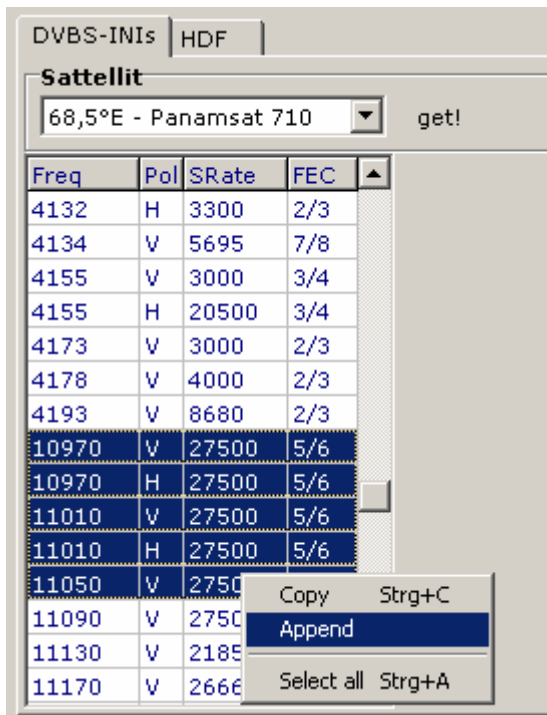 DVBS-INIs HDF
Sattellit
68,5°E - Panamsat 710 get!
Freq Pol SRate FEC
4132 H 3300 2/3
4134 V 5695 7/8
4155 V 3000 3/4
4155 H 20500 3/4
4173 V 3000 2/3
4178 V 4000 2/3
4193 V 8680 2/3
10970 V 27500 5/6
10970 H 27500 5/6
11010 V 27500 5/6
11010 H 27500 5/6
11050 V
Copy Strg+C
11090 V
Append
11130 V
11170 V
Select all Strg+A